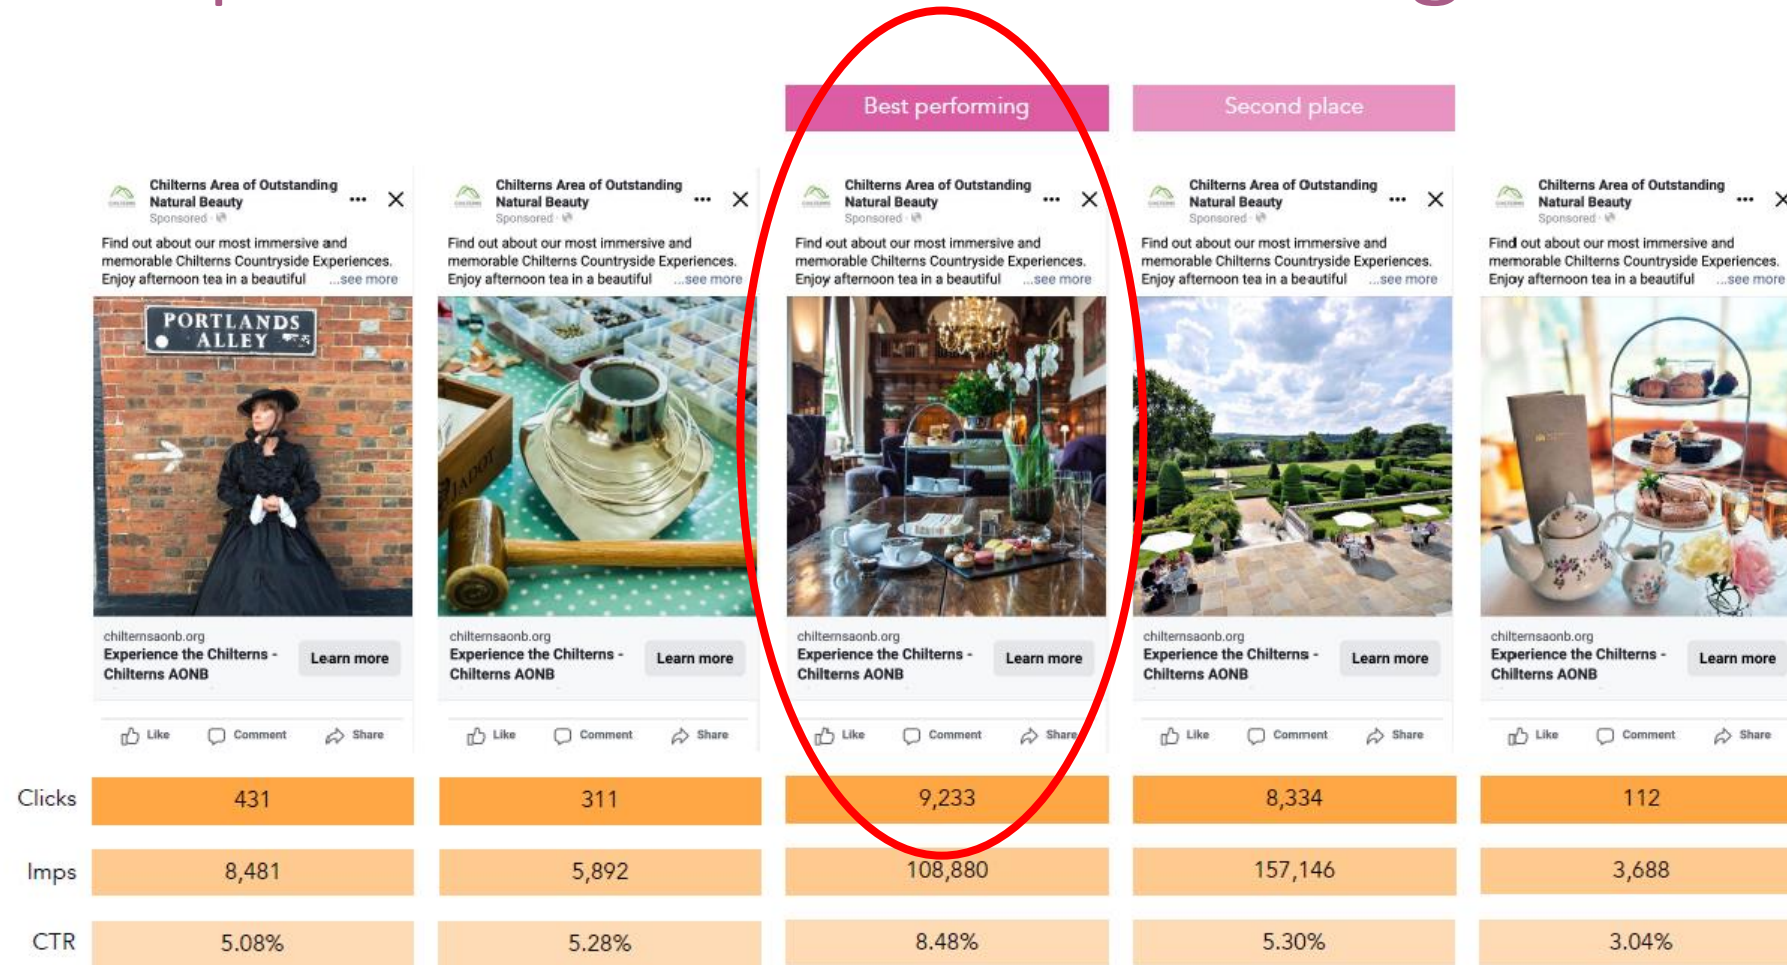 Best performing
Second place
Chilterns Area of Outstanding
Natural Beauty
Sponsored ·
Find out about our most immersive and
memorable Chilterns Countryside Experiences.
Enjoy afternoon tea in a beautiful ...see more
PORTLANDS
ALLEY
chilternsaonb.org
Experience the Chilterns -
Chilterns AONB
Learn more
Like Comment Share
Chilterns Area of Outstanding
Natural Beauty
Sponsored ·
Find out about our most immersive and
memorable Chilterns Countryside Experiences.
Enjoy afternoon tea in a beautiful ...see more
JADOT
chilternsaonb.org
Experience the Chilterns -
Chilterns AONB
Learn more
Like Comment Share
Chilterns Area of Outstanding
Natural Beauty
Sponsored ·
Find out about our most immersive and
memorable Chilterns Countryside Experiences.
Enjoy afternoon tea in a beautiful ...see more
chilternsaonb.org
Experience the Chilterns -
Chilterns AONB
Learn more
Like Comment Share
Chilterns Area of Outstanding
Natural Beauty
Sponsored ·
Find out about our most immersive and
memorable Chilterns Countryside Experiences.
Enjoy afternoon tea in a beautiful ...see more
chilternsaonb.org
Experience the Chilterns -
Chilterns AONB
Learn more
Like Comment Share
Chilterns Area of Outstanding
Natural Beauty
Sponsored ·
Find out about our most immersive and
memorable Chilterns Countryside Experiences.
Enjoy afternoon tea in a beautiful ...see more
chilternsaonb.org
Experience the Chilterns -
Chilterns AONB
Learn more
Like Comment Share
Clicks 431 311 9,233 8,334 112
Imps 8,481 5,892 108,880 157,146 3,688
CTR 5.08% 5.28% 8.48% 5.30% 3.04%